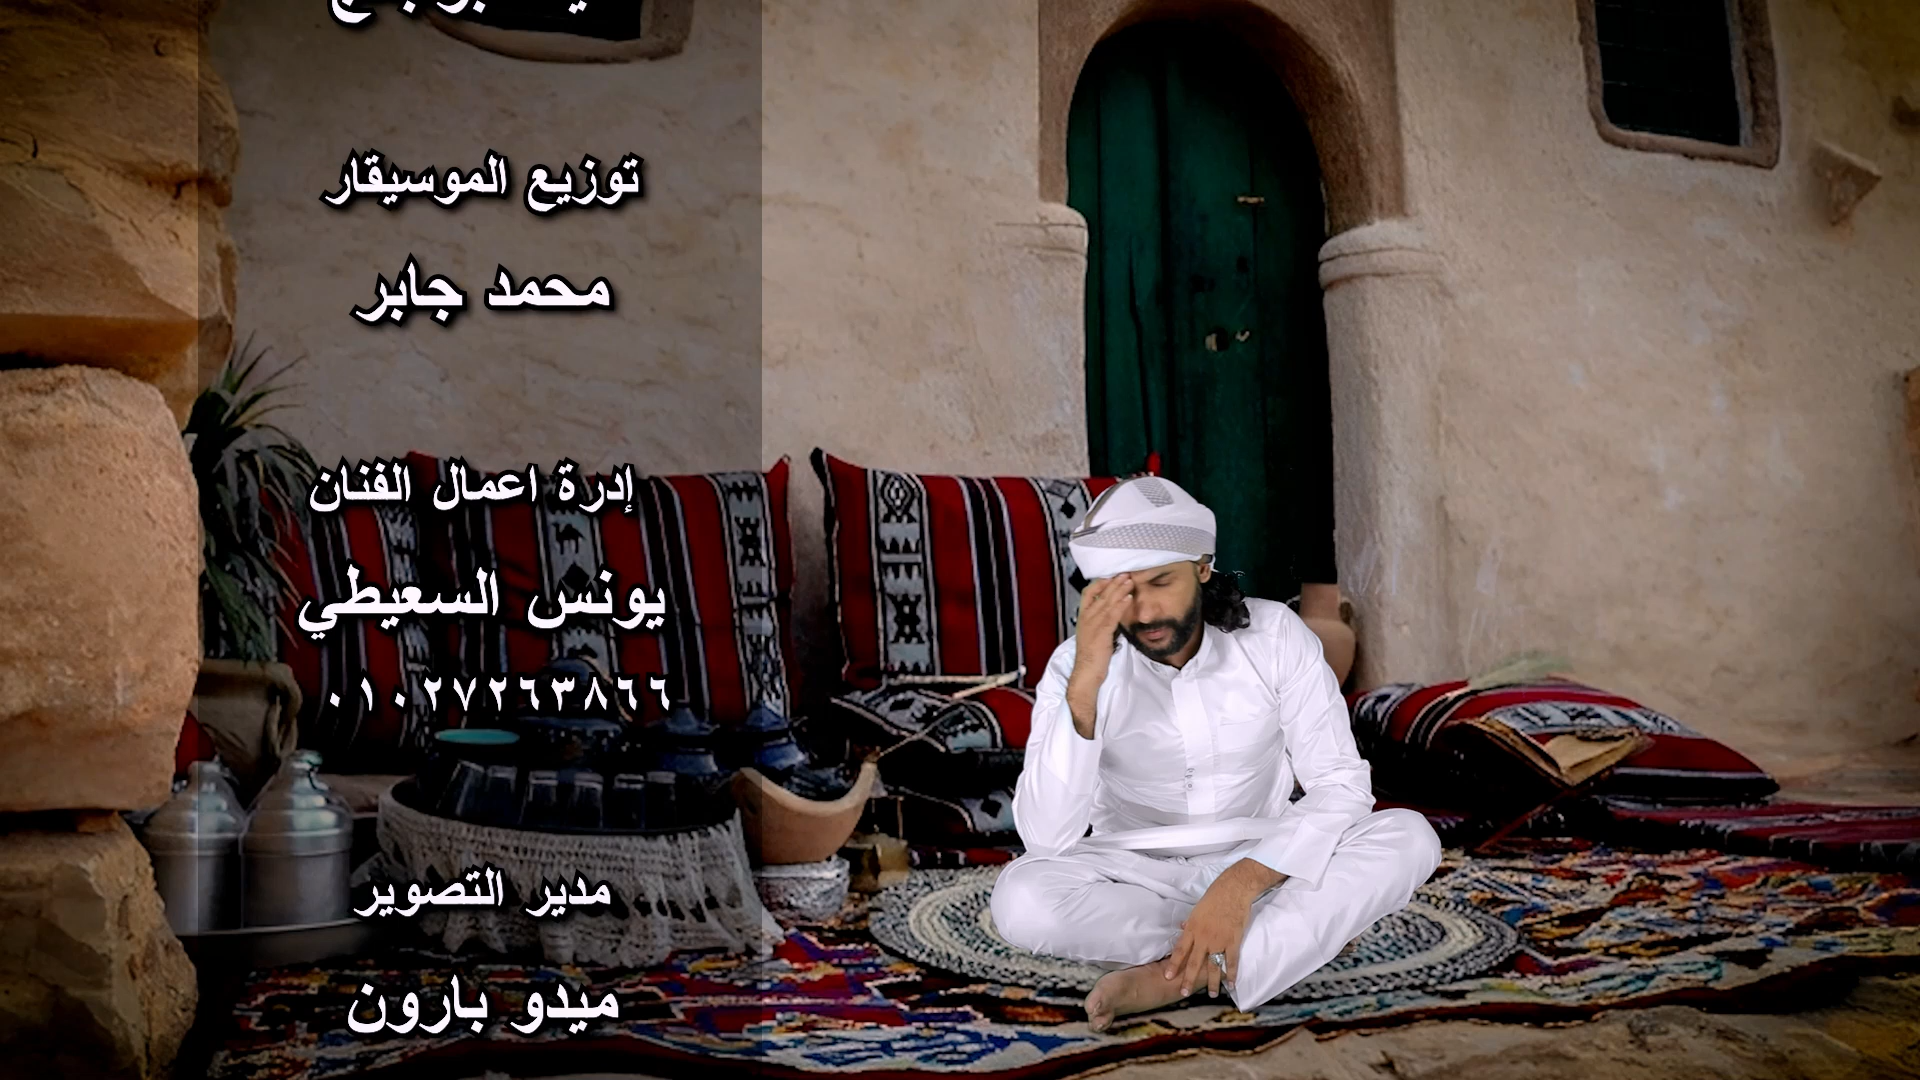 توزيع الموسيقار
محمد جابر
إدرة اعمال الفنان
يونس السعيطي
٠١٠٢٧٢٦٣٨٦٦
مدير التصوير
ميدو بارون